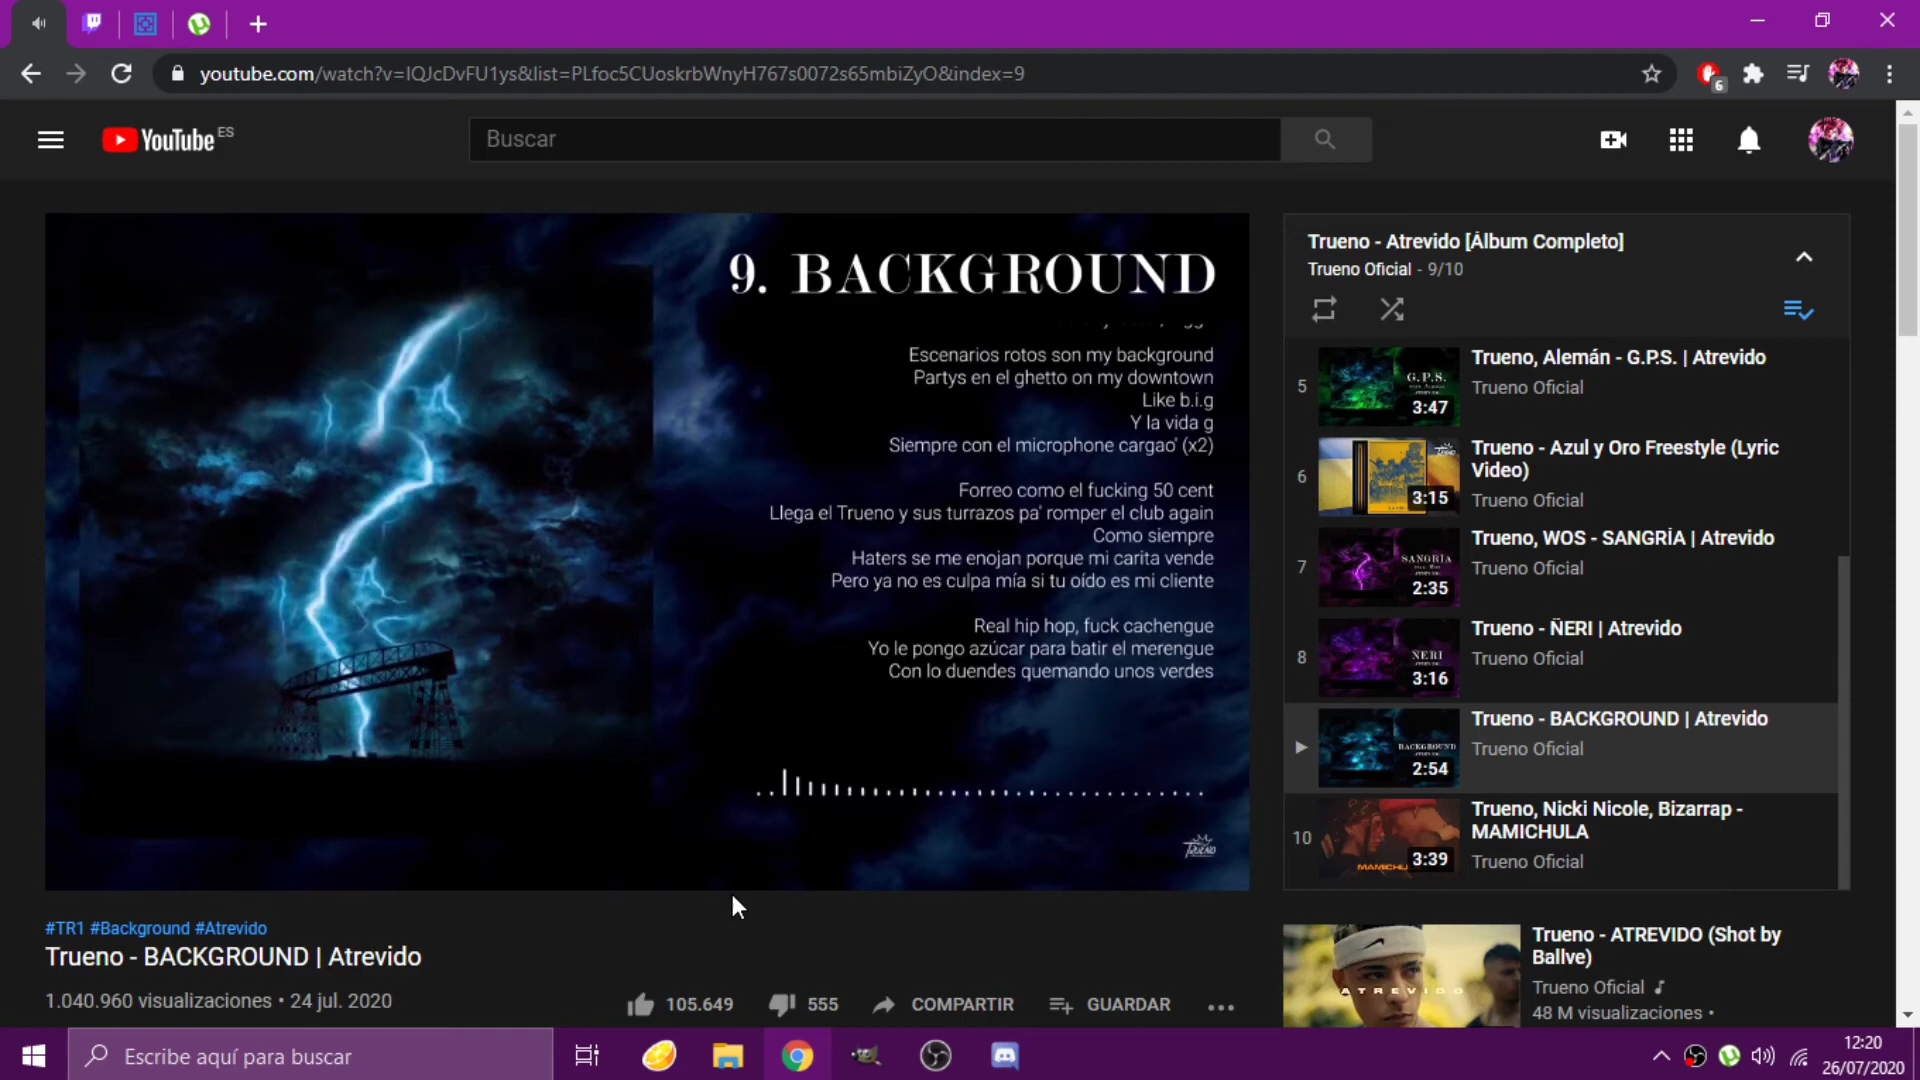 youtube.com/watch?v=IQJcDvFU1ys&list=PLfoc5CUoskrbWnyH767s0072s65mbiZyO&index=9
6
YouTube ES
Buscar
9. BACKGROUND
Escenarios rotos son my background
Partys en el ghetto on my downtown
Like b.i.g
Y la vida g
Siempre con el microphone cargao' (x2)
Forreo como el fucking 50 cent
Llega el Trueno y sus turrazos pa' romper el club again
Como siempre
Haters se me enojan porque mi carita vende
Pero ya no es culpa mía si tu oído es mi cliente
Real hip hop, fuck cachengue
Yo le pongo azúcar para batir el merengue
Con lo duendes quemando unos verdes
TRUENO
#TR1 #Background #Atrevido
Trueno - BACKGROUND | Atrevido
1.040.960 visualizaciones • 24 jul. 2020
105.649
555
COMPARTIR
GUARDAR
Trueno - Atrevido [Álbum Completo]
Trueno Oficial - 9/10
5
G.P.S.
3:47
Trueno, Alemán - G.P.S. | Atrevido
Trueno Oficial
6
3:15
Trueno - Azul y Oro Freestyle (Lyric
Video)
Trueno Oficial
7
SANGRÍA
2:35
Trueno, WOS - SANGRÍA | Atrevido
Trueno Oficial
8
ÑERI
3:16
Trueno - ÑERI | Atrevido
Trueno Oficial
BACKGROUND
2:54
Trueno - BACKGROUND | Atrevido
Trueno Oficial
10
MAMICHU
3:39
Trueno, Nicki Nicole, Bizarrap -
MAMICHULA
Trueno Oficial
ATREVIDO
Trueno - ATREVIDO (Shot by
Ballve)
Trueno Oficial
48 M visualizaciones •
Escribe aquí para buscar
12:20
26/07/2020